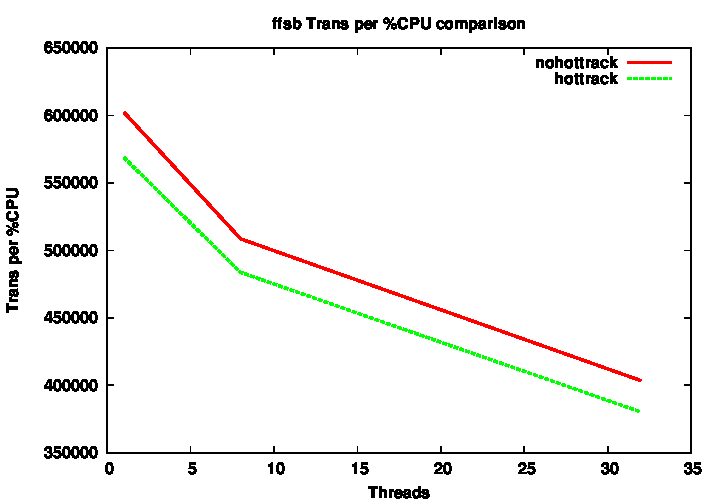 ffsb Trans per %CPU comparison
650000
600000
550000
500000
450000
400000
350000
Trans per %CPU
nohottrack
hottrack
0 5 10 15 20 25 30 35
Threads